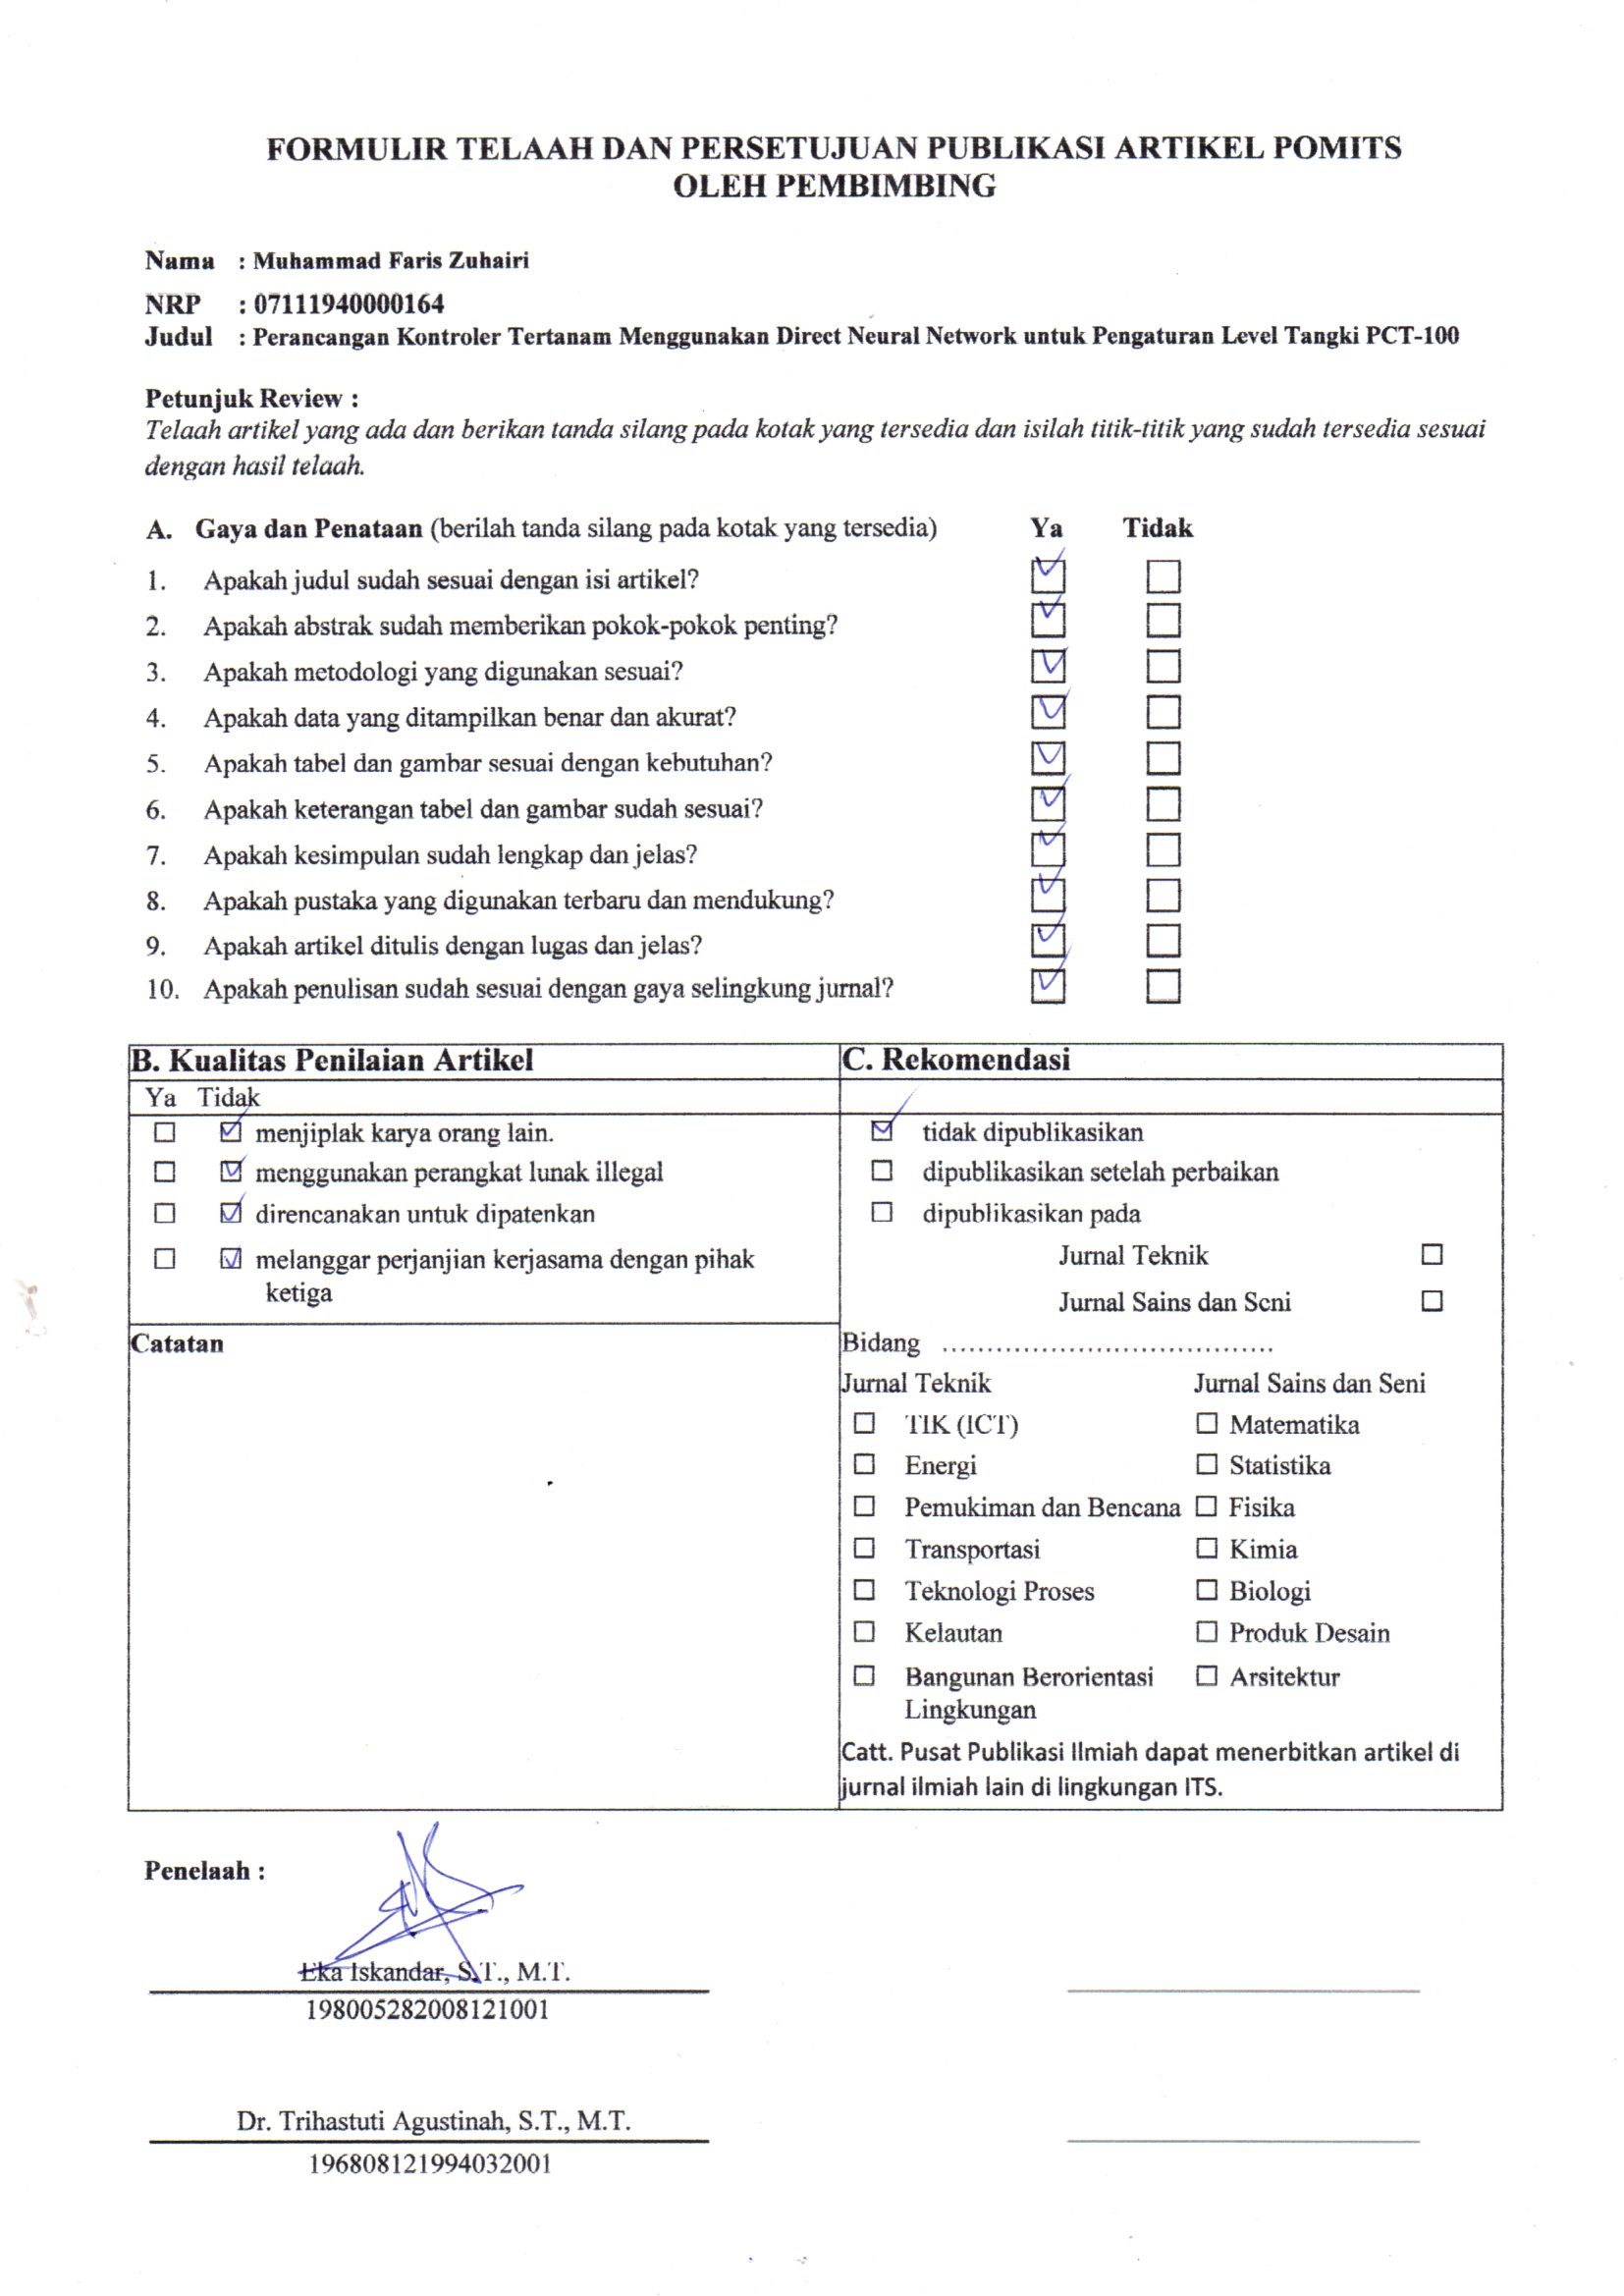 FORMULIR TELAAH DAN PERSETUJUAN PUBLIKASI ARTIKEL POMITS
OLEH PEMBIMBING
Nama : Muhammad Faris Zuhairi
NRP : 07111940000164
Judul : Perancangan Kontroler Tertanam Menggunakan Direct Neural Network untuk Pengaturan Level Tangki PCT-100
Petunjuk Review :
Telaah artikel yang ada dan berikan tanda silang pada kotak yang tersedia dan isilah titik-titik yang sudah tersedia sesuai
dengan hasil telaah.
A. Gaya dan Penataan (berilah tanda silang pada kotak yang tersedia) Ya Tidak
1. Apakah judul sudah sesuai dengan isi artikel? ☑ ☐
2. Apakah abstrak sudah memberikan pokok-pokok penting? ☑ ☐
3. Apakah metodologi yang digunakan sesuai? ☑ ☐
4. Apakah data yang ditampilkan benar dan akurat? ☑ ☐
5. Apakah tabel dan gambar sesuai dengan kebutuhan? ☑ ☐
6. Apakah keterangan tabel dan gambar sudah sesuai? ☑ ☐
7. Apakah kesimpulan sudah lengkap dan jelas? ☑ ☐
8. Apakah pustaka yang digunakan terbaru dan mendukung? ☑ ☐
9. Apakah artikel ditulis dengan lugas dan jelas? ☑ ☐
10. Apakah penulisan sudah sesuai dengan gaya selingkung jurnal? ☑ ☐
B. Kualitas Penilaian Artikel
Ya Tidak
☐ ☑ menjiplak karya orang lain.
☐ ☑ menggunakan perangkat lunak illegal
☐ ☑ direncanakan untuk dipatenkan
☐ ☑ melanggar perjanjian kerjasama dengan pihak
ketiga
Catatan
C. Rekomendasi
☑ tidak dipublikasikan
☐ dipublikasikan setelah perbaikan
☐ dipublikasikan pada
Jurnal Teknik ☐
Jurnal Sains dan Seni ☐
Bidang .....................................
Jurnal Teknik Jurnal Sains dan Seni
☐ TIK (ICT) ☐ Matematika
☐ Energi ☐ Statistika
☐ Pemukiman dan Bencana ☐ Fisika
☐ Transportasi ☐ Kimia
☐ Teknologi Proses ☐ Biologi
☐ Kelautan ☐ Produk Desain
☐ Bangunan Berorientasi ☐ Arsitektur
Lingkungan
Catt. Pusat Publikasi Ilmiah dapat menerbitkan artikel di
jurnal ilmiah lain di lingkungan ITS.
Penelaah :
Eka Iskandar, S.T., M.T.
198005282008121001
Dr. Trihastuti Agustinah, S.T., M.T.
196808121994032001